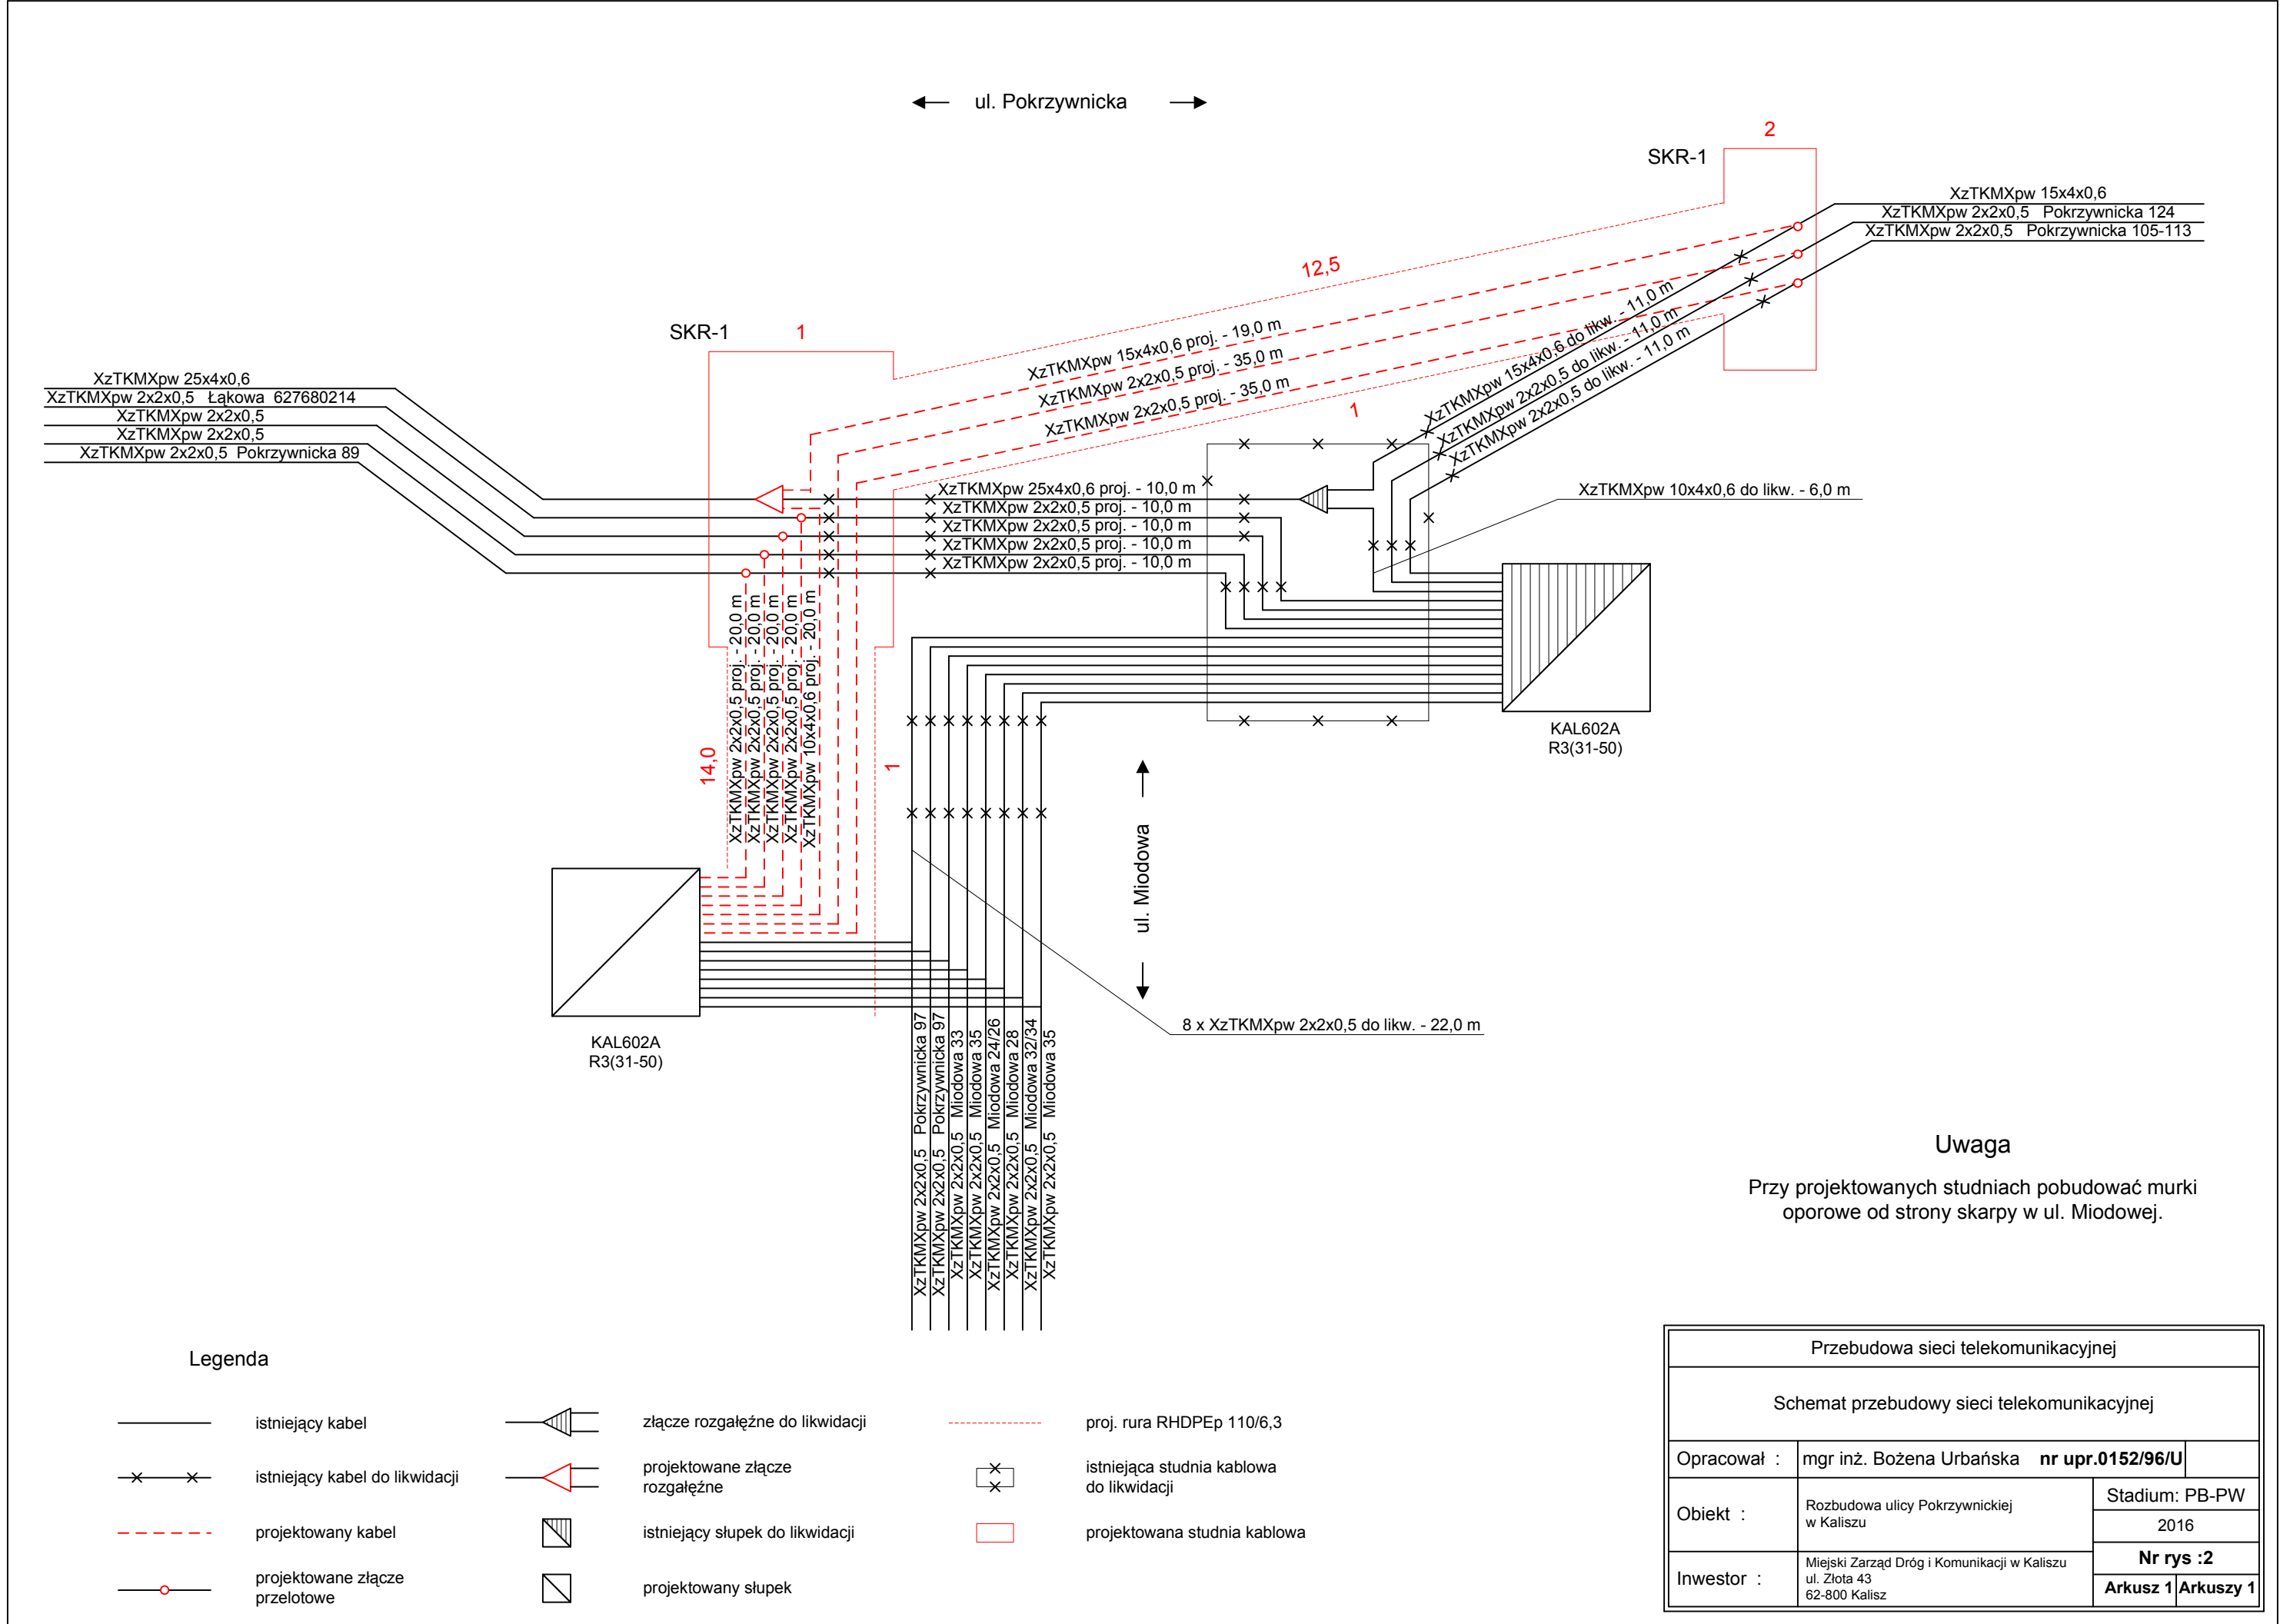 ul. Pokrzywnicka
2
SKR-1
XzTKMXpw 15x4x0,6
XzTKMXpw 2x2x0,5 Pokrzywnicka 124
XzTKMXpw 2x2x0,5 Pokrzywnicka 105-113
12,5
SKR-1
1
XzTKMXpw 15x4x0,6 proj. - 19,0 m
XzTKMXpw 2x2x0,5 proj. - 35,0 m
XzTKMXpw 2x2x0,5 proj. - 35,0 m
1
XzTKMXpw 15x4x0,6 do likw. - 11,0 m
XzTKMXpw 2x2x0,5 do likw. - 11,0 m
XzTKMXpw 2x2x0,5 do likw. - 11,0 m
XzTKMXpw 25x4x0,6
XzTKMXpw 2x2x0,5 Łąkowa 627680214
XzTKMXpw 2x2x0,5
XzTKMXpw 2x2x0,5
XzTKMXpw 2x2x0,5 Pokrzywnicka 89
XzTKMXpw 25x4x0,6 proj. - 10,0 m
XzTKMXpw 2x2x0,5 proj. - 10,0 m
XzTKMXpw 2x2x0,5 proj. - 10,0 m
XzTKMXpw 2x2x0,5 proj. - 10,0 m
XzTKMXpw 2x2x0,5 proj. - 10,0 m
XzTKMXpw 10x4x0,6 do likw. - 6,0 m
XzTKMXpw 2x2x0,5 proj. - 20,0 m
XzTKMXpw 2x2x0,5 proj. - 20,0 m
XzTKMXpw 2x2x0,5 proj. - 20,0 m
XzTKMXpw 2x2x0,5 proj. - 20,0 m
XzTKMXpw 10x4x0,6 proj. - 20,0 m
14,0
1
KAL602A
R3(31-50)
ul. Miodowa
KAL602A
R3(31-50)
8 x XzTKMXpw 2x2x0,5 do likw. - 22,0 m
XzTKMXpw 2x2x0,5 Pokrzywnicka 97
XzTKMXpw 2x2x0,5 Pokrzywnicka 97
XzTKMXpw 2x2x0,5 Miodowa 33
XzTKMXpw 2x2x0,5 Miodowa 35
XzTKMXpw 2x2x0,5 Miodowa 24/26
XzTKMXpw 2x2x0,5 Miodowa 28
XzTKMXpw 2x2x0,5 Miodowa 32/34
XzTKMXpw 2x2x0,5 Miodowa 35
Uwaga
Przy projektowanych studniach pobudować murki
oporowe od strony skarpy w ul. Miodowej.
Legenda
istniejący kabel
istniejący kabel do likwidacji
projektowany kabel
projektowane złącze
przelotowe
złącze rozgałęźne do likwidacji
projektowane złącze
rozgałęźne
istniejący słupek do likwidacji
projektowany słupek
proj. rura RHDPEp 110/6,3
istniejąca studnia kablowa
do likwidacji
projektowana studnia kablowa
Przebudowa sieci telekomunikacyjnej
Schemat przebudowy sieci telekomunikacyjnej
Opracował : mgr inż. Bożena Urbańska nr upr.0152/96/U
Obiekt : Rozbudowa ulicy Pokrzywnickiej
w Kaliszu
Stadium: PB-PW
2016
Inwestor : Miejski Zarząd Dróg i Komunikacji w Kaliszu
ul. Złota 43
62-800 Kalisz
Nr rys :2
Arkusz 1 Arkuszy 1